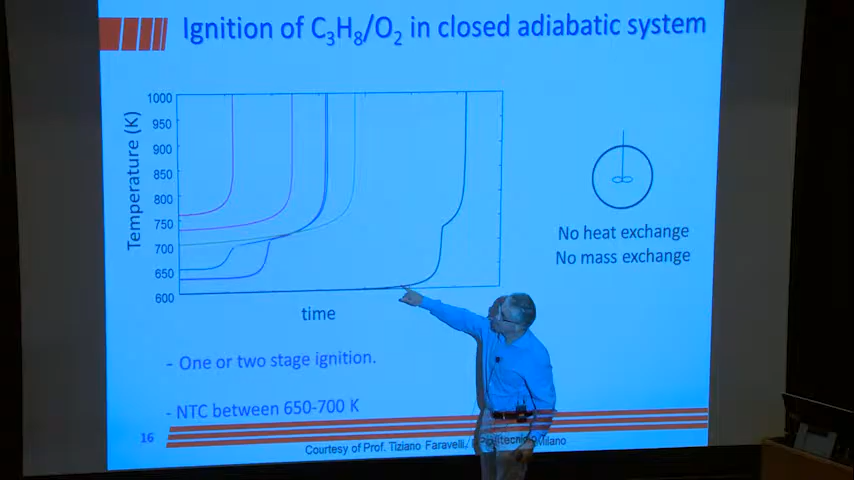 Ignition of C₃H₈/O₂ in closed adiabatic system
Temperature (K)
1000
950
900
850
800
750
700
650
600
time
No heat exchange
No mass exchange
- One or two stage ignition.
- NTC between 650-700 K
16
Courtesy of Prof. Tiziano Faravelli, Milano